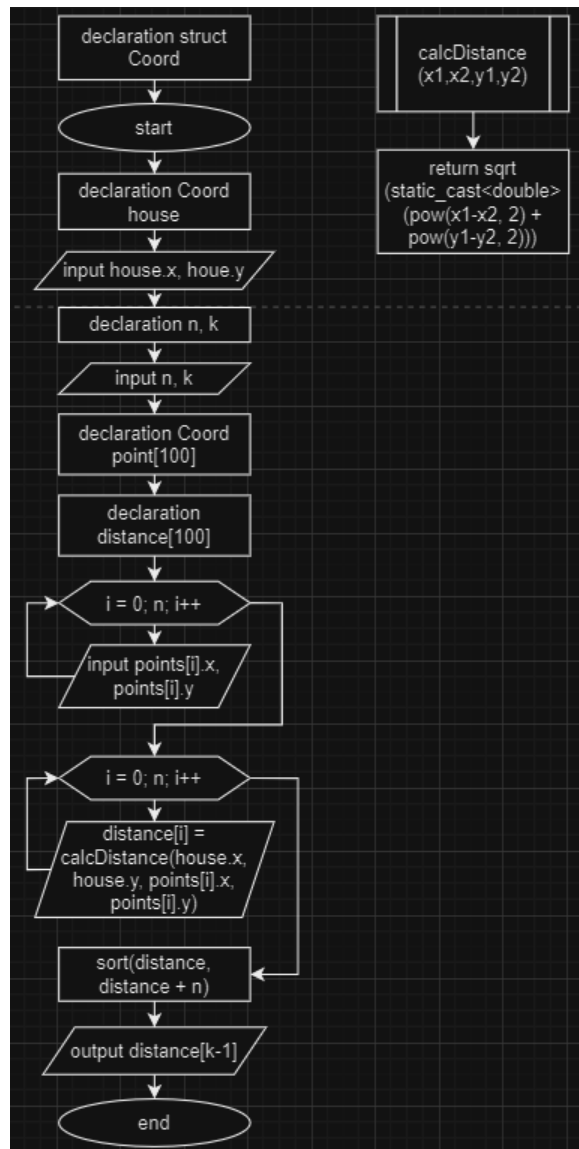 declaration struct
Coord
start
declaration Coord
house
input house.x, houe.y
declaration n, k
input n, k
declaration Coord
point[100]
declaration
distance[100]
i = 0; n; i++
input points[i].x,
points[i].y
i = 0; n; i++
distance[i] =
calcDistance(house.x,
house.y, points[i].x,
points[i].y)
sort(distance,
distance + n)
output distance[k-1]
end
calcDistance
(x1,x2,y1,y2)
return sqrt
(static_cast<double>
(pow(x1-x2, 2) +
pow(y1-y2, 2)))